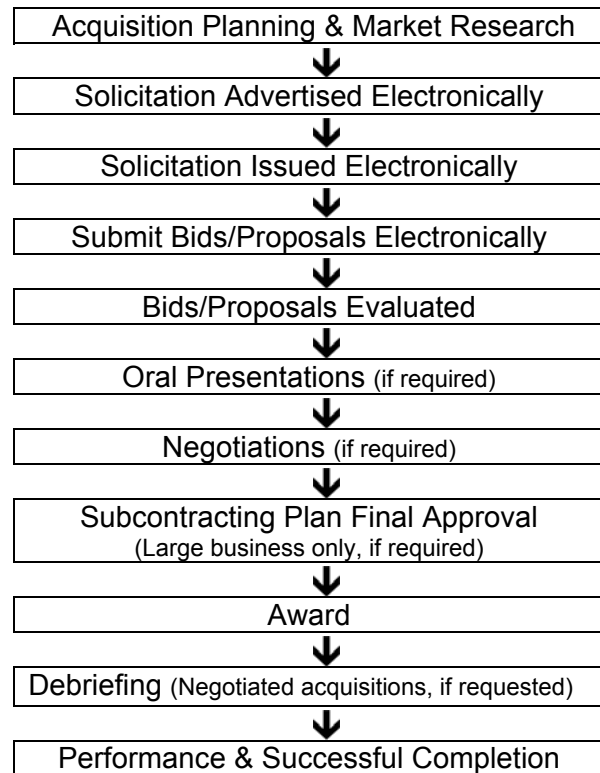 Acquisition Planning & Market Research
Solicitation Advertised Electronically
Solicitation Issued Electronically
Submit Bids/Proposals Electronically
Bids/Proposals Evaluated
Oral Presentations (if required)
Negotiations (if required)
Subcontracting Plan Final Approval
(Large business only, if required)
Award
Debriefing (Negotiated acquisitions, if requested)
Performance & Successful Completion